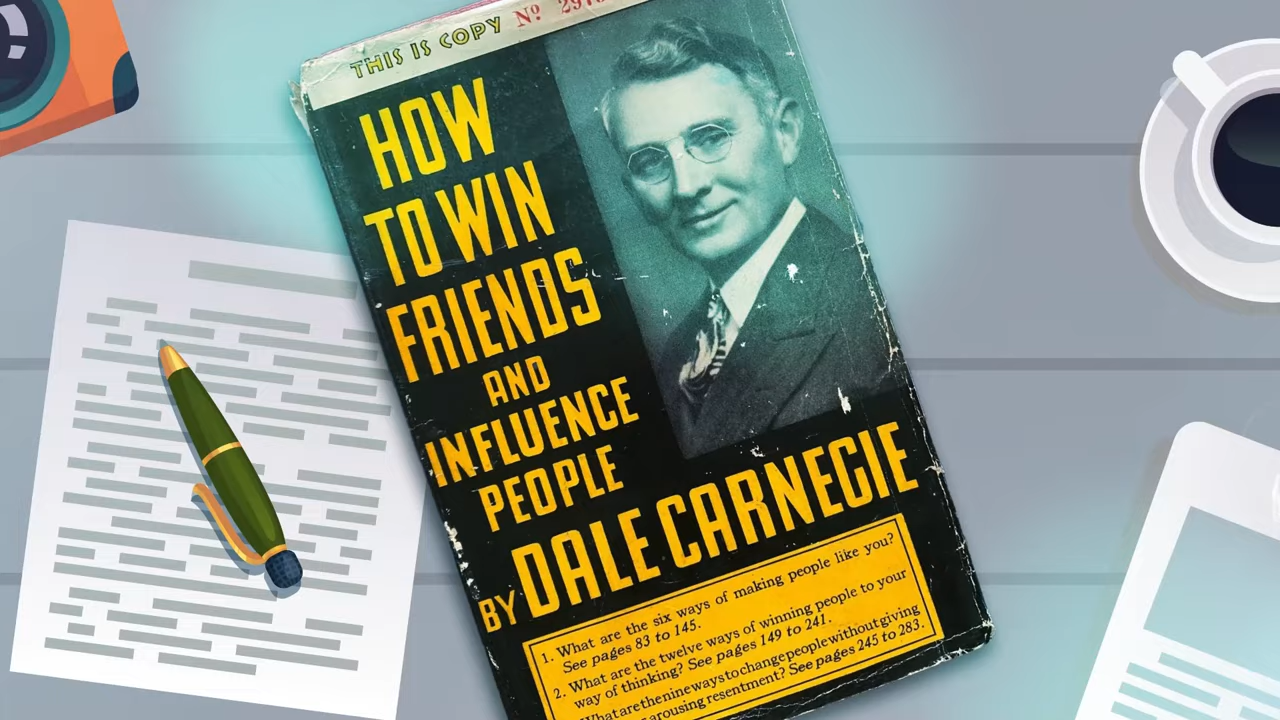 THIS IS COPY Nº 2976
HOW
TO WIN
FRIENDS
AND
INFLUENCE
PEOPLE
BY DALE CARNEGIE
1. What are the six ways of making people like you?
See pages 83 to 145.
2. What are the twelve ways of winning people to your
way of thinking? See pages 149 to 241.
What are the nine ways to change people without giving
arousing resentment? See pages 245 to 283.